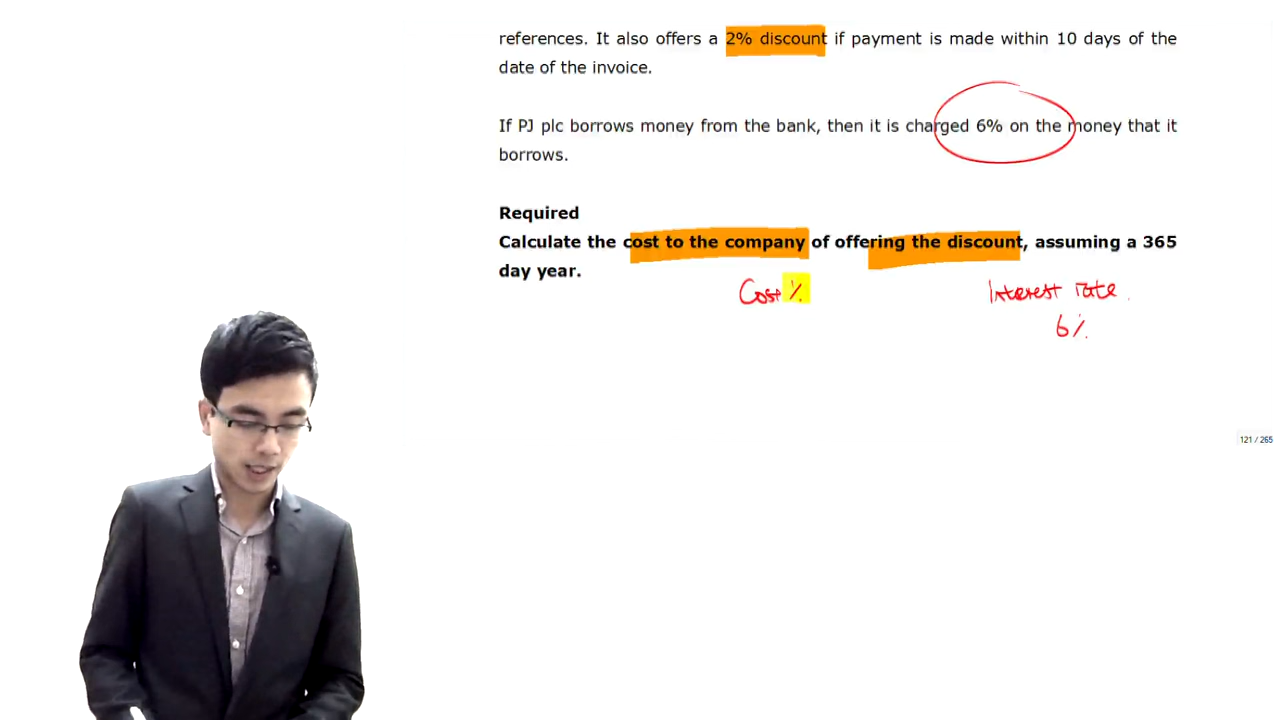 references. It also offers a 2% discount if payment is made within 10 days of the
date of the invoice.
If PJ plc borrows money from the bank, then it is charged 6% on the money that it
borrows.
Required
Calculate the cost to the company of offering the discount, assuming a 365
day year.
Cost %
Interest rate
6%
121 / 265